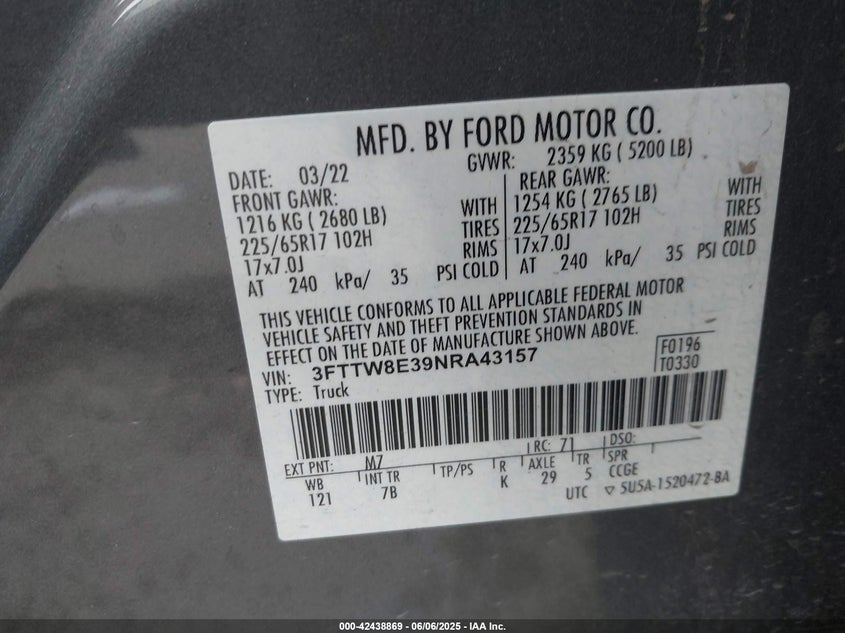 MFD. BY FORD MOTOR CO.
DATE: 03/22 GVWR: 2359 KG ( 5200 LB)
FRONT GAWR: REAR GAWR:
1216 KG ( 2680 LB) WITH 1254 KG ( 2765 LB) WITH
225/65R17 102H TIRES 225/65R17 102H TIRES
17x7.0J RIMS 17x7.0J RIMS
AT 240 kPa/ 35 PSI COLD AT 240 kPa/ 35 PSI COLD
THIS VEHICLE CONFORMS TO ALL APPLICABLE FEDERAL MOTOR
VEHICLE SAFETY AND THEFT PREVENTION STANDARDS IN
EFFECT ON THE DATE OF MANUFACTURE SHOWN ABOVE.
VIN: 3FTTW8E39NRA43157 F0196
TYPE: Truck T0330
EXT PNT: M7 RC: 71 DSO:
WB INT TR TP/PS R AXLE TR SPR
121 7B K 29 5 CCGE
UTC ▽ 5U5A-1520472-BA
000-42438869 - 06/06/2025 - IAA Inc.